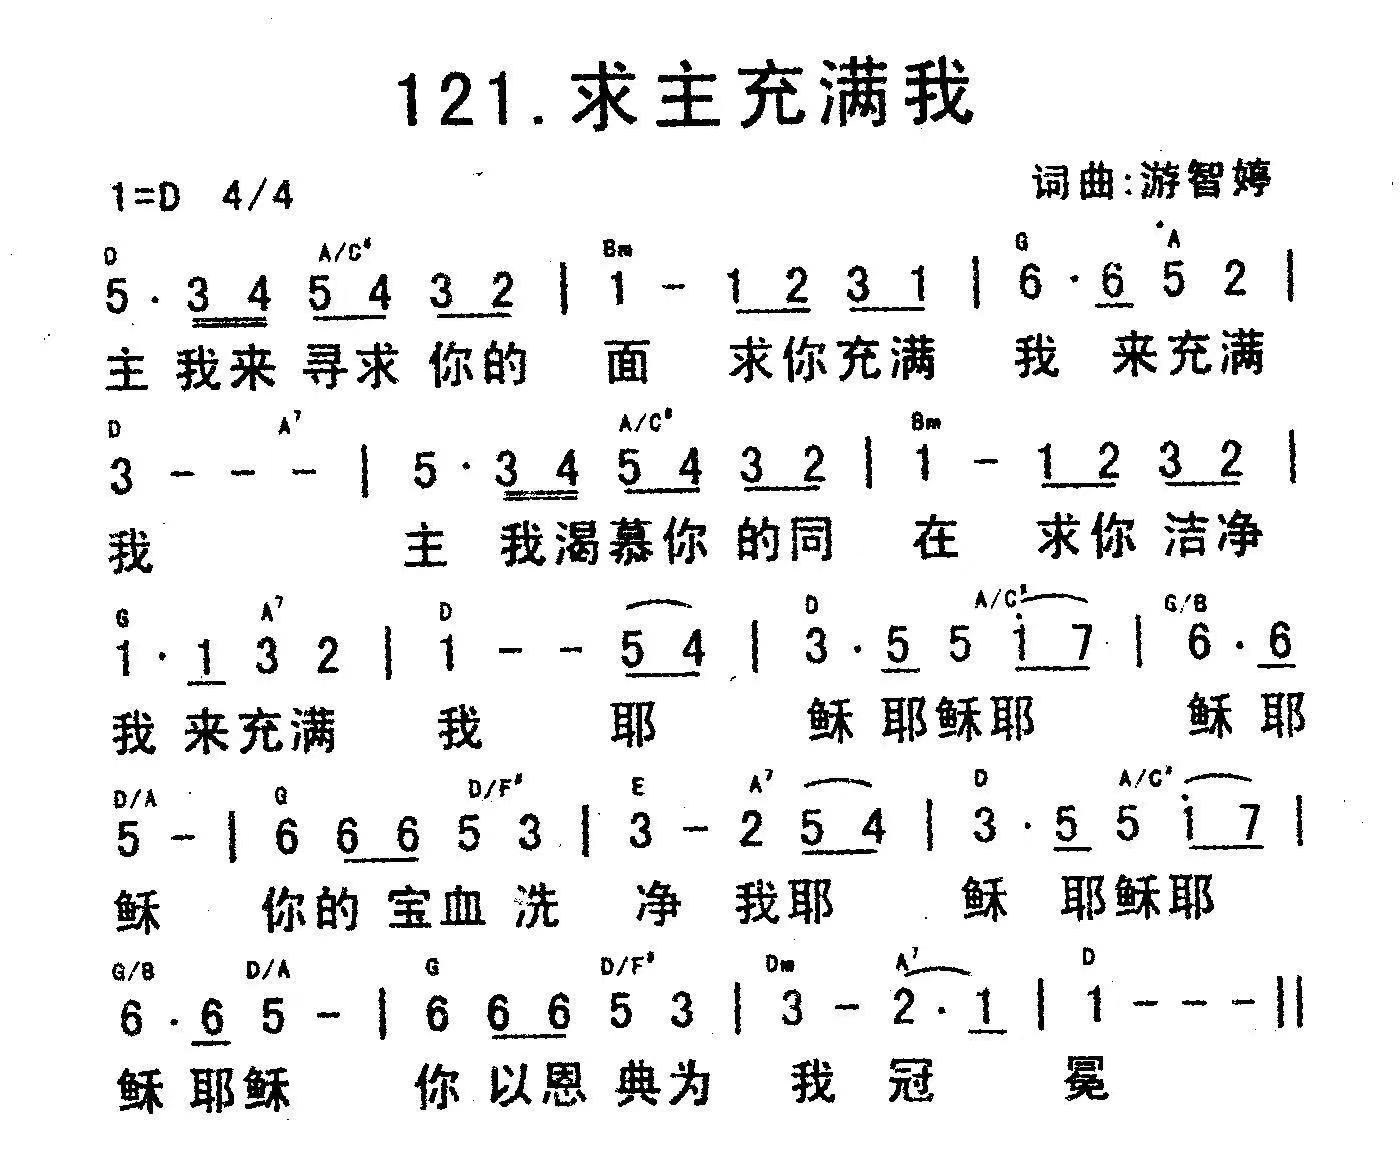 121.求主充满我
1=D 4/4 词曲:游智婷
D A/C# Bm G A
5 · 3 4 5 4 3 2 | 1 - 1 2 3 1 | 6 · 6 5 2 |
主 我来 寻求 你的 面 求你充满 我 来充满
D A7 A/C# Bm
3 - - - | 5 · 3 4 5 4 3 2 | 1 - 1 2 3 2 |
我 主 我渴慕你 的同 在 求你 洁净
G A7 D D A/C# G/B
1 · 1 3 2 | 1 - - 5 4 | 3 · 5 5 i 7 | 6 · 6
我 来充满 我 耶 稣 耶稣耶 稣 耶
D/A G D/F# E A7 D A/C#
5 - | 6 6 6 5 3 | 3 - 2 5 4 | 3 · 5 5 i 7 |
稣 你的 宝血 洗 净 我耶 稣 耶稣耶
G/B D/A G D/F# Dm A7 D
6 · 6 5 - | 6 6 6 5 3 | 3 - 2 · 1 | 1 - - - ||
稣 耶稣 你 以恩 典为 我 冠 冕